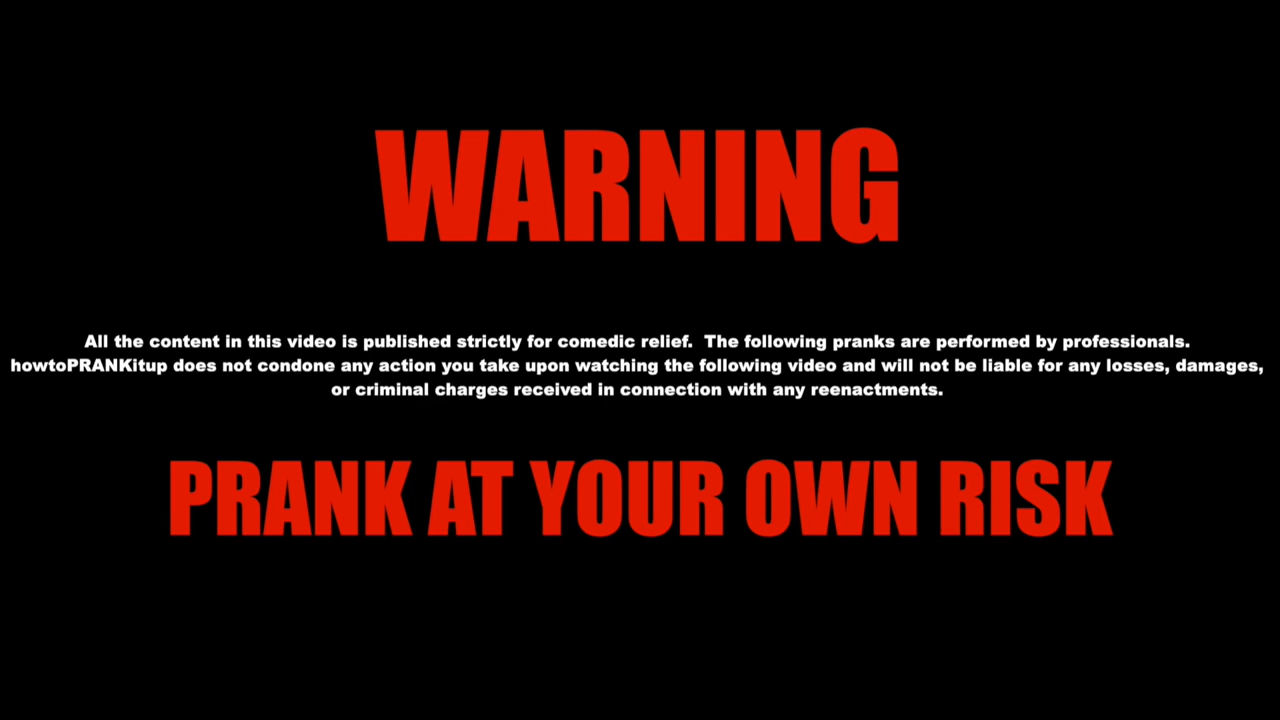 WARNING
All the content in this video is published strictly for comedic relief.  The following pranks are performed by professionals.
howtoPRANKitup does not condone any action you take upon watching the following video and will not be liable for any losses, damages,
or criminal charges received in connection with any reenactments.
PRANK AT YOUR OWN RISK